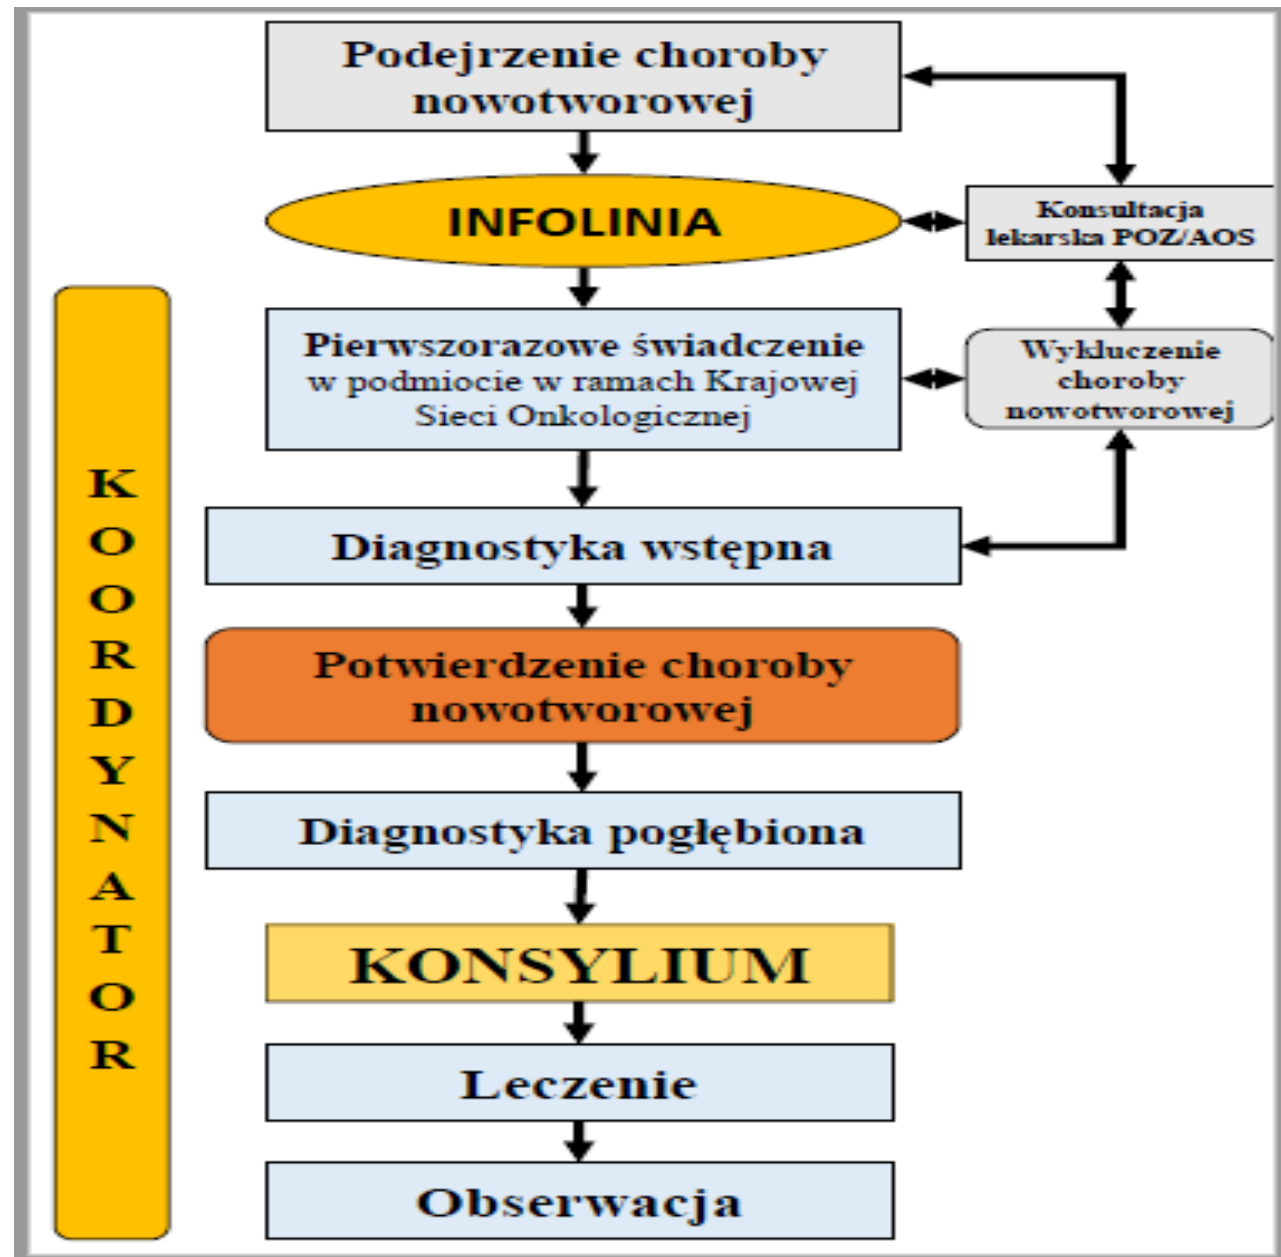 Podejrzenie choroby
nowotworowej
INFOLINIA
Konsultacja
lekarska POZ/AOS
Pierwszorazowe świadczenie
w podmiocie w ramach Krajowej
Sieci Onkologicznej
Wykluczenie
choroby
nowotworowej
Diagnostyka wstępna
Potwierdzenie choroby
nowotworowej
Diagnostyka pogłębiona
KONSYLIUM
Leczenie
Obserwacja
K
O
O
R
D
Y
N
A
T
O
R